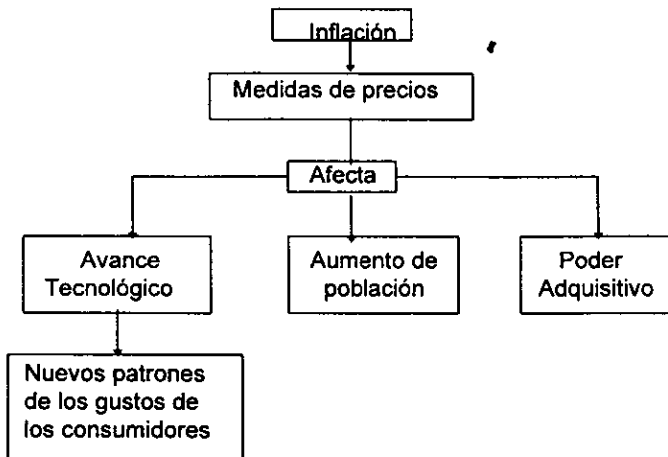 Inflación
Medidas de precios
Afecta
Avance
Tecnológico
Aumento de
población
Poder
Adquisitivo
Nuevos patrones
de los gustos de
los consumidores